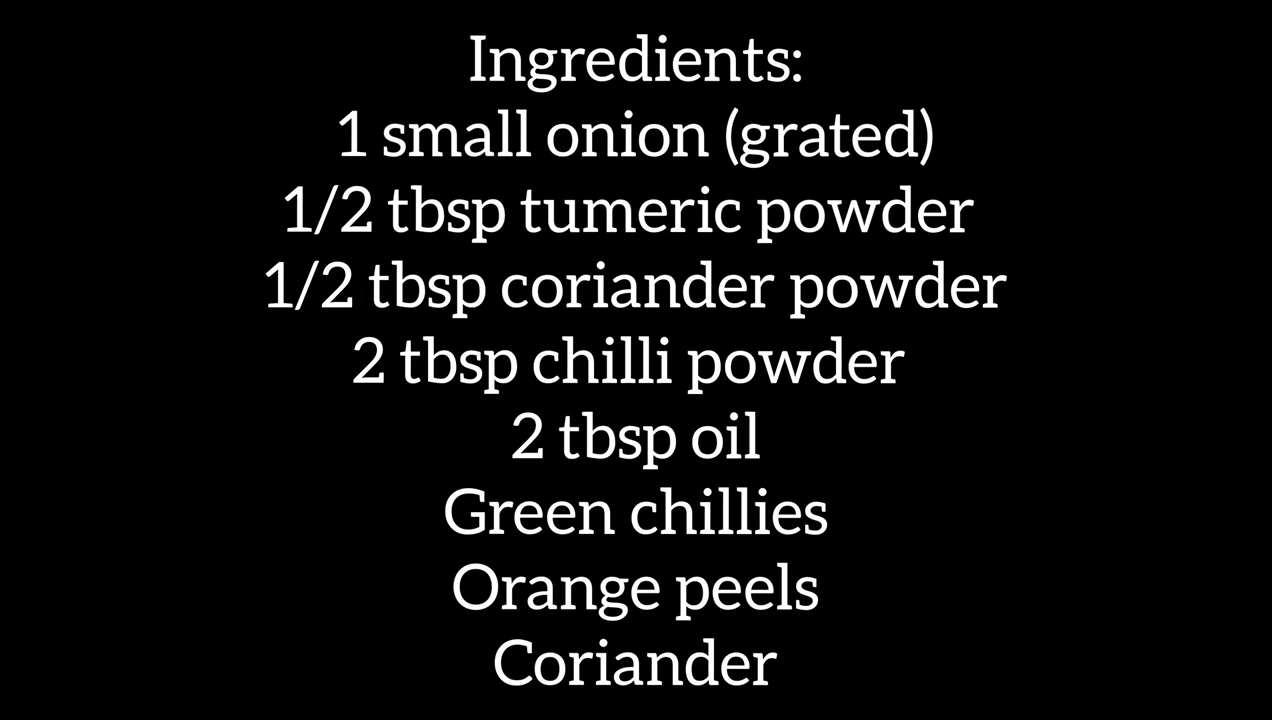 Ingredients:
1 small onion (grated)
1/2 tbsp tumeric powder
1/2 tbsp coriander powder
2 tbsp chilli powder
2 tbsp oil
Green chillies
Orange peels
Coriander